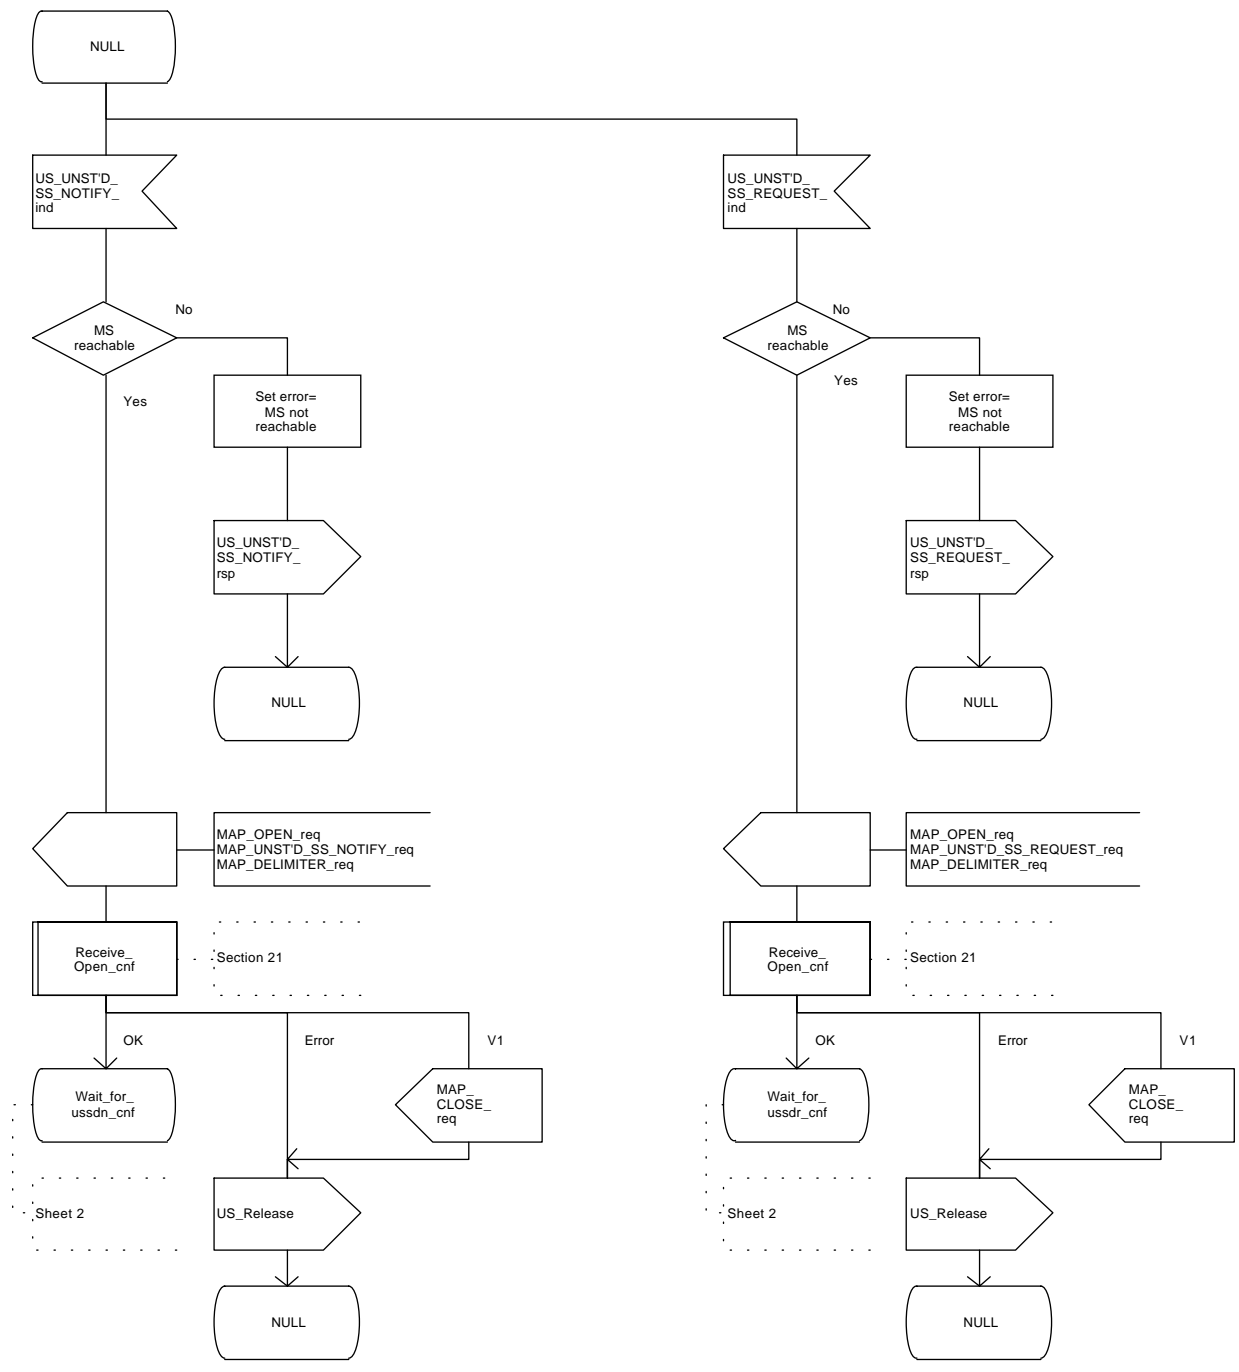 NULL
US_UNST'D_
SS_NOTIFY_
ind
US_UNST'D_
SS_REQUEST_
ind
No
MS
reachable
Yes
No
MS
reachable
Yes
Set error=
MS not
reachable
Set error=
MS not
reachable
US_UNST'D_
SS_NOTIFY_
rsp
US_UNST'D_
SS_REQUEST_
rsp
NULL
NULL
MAP_OPEN_req
MAP_UNST'D_SS_NOTIFY_req
MAP_DELIMITER_req
MAP_OPEN_req
MAP_UNST'D_SS_REQUEST_req
MAP_DELIMITER_req
Receive_
Open_cnf
Section 21
Receive_
Open_cnf
Section 21
OK
Error
V1
OK
Error
V1
Wait_for_
ussdn_cnf
MAP_
CLOSE_
req
Wait_for_
ussdr_cnf
MAP_
CLOSE_
req
Sheet 2
US_Release
Sheet 2
US_Release
NULL
NULL